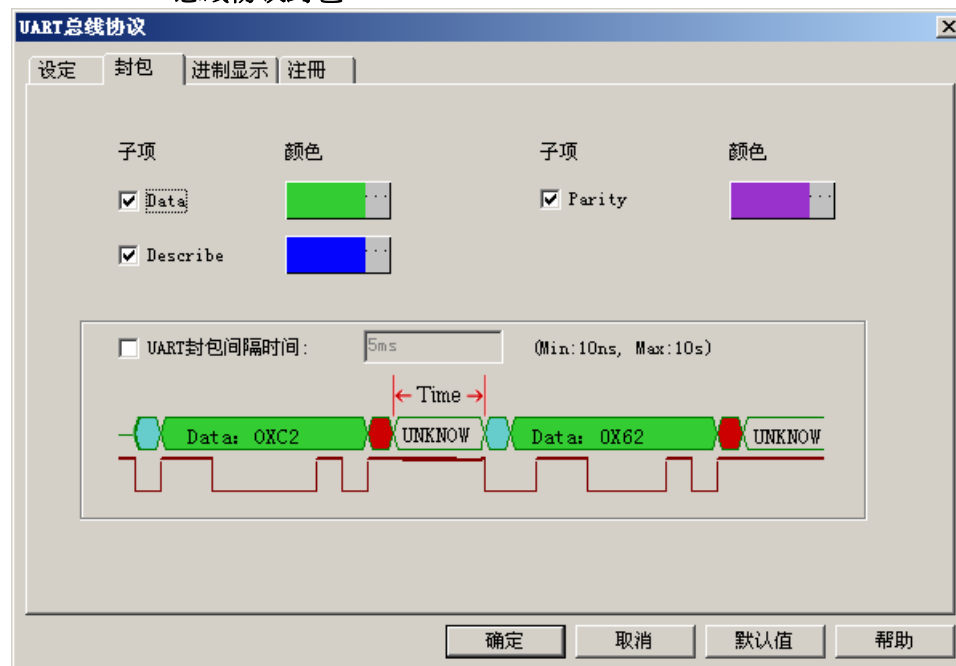 UART总线协议
设定 封包 进制显示 注册
子项 颜色 子项 颜色
Data ... Parity ...
Describe ...
UART封包间隔时间: 5ms (Min:10ns, Max:10s)
Time
Data: 0XC2 UNKNOW Data: 0X62 UNKNOW
确定 取消 默认值 帮助